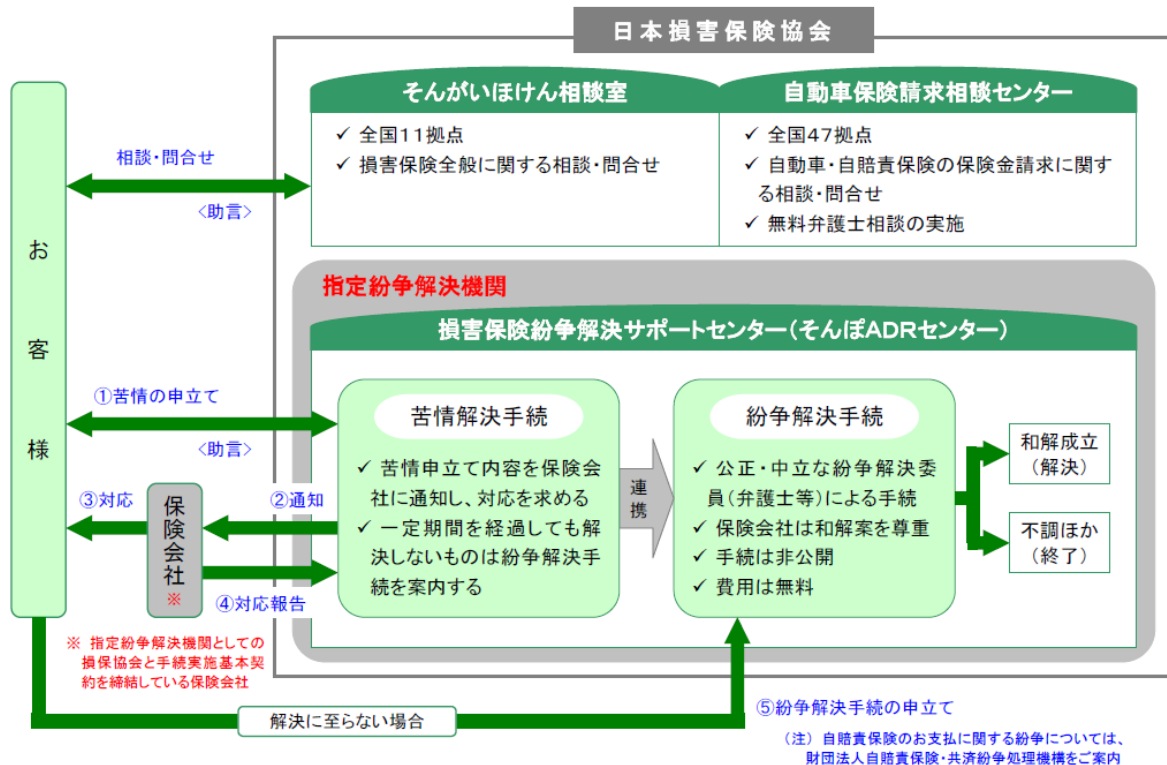 日本損害保険協会
そんがいほけん相談室
✓ 全国11拠点
✓ 損害保険全般に関する相談・問合せ
自動車保険請求相談センター
✓ 全国47拠点
✓ 自動車・自賠責保険の保険金請求に関す
る相談・問合せ
✓ 無料弁護士相談の実施
お客様
相談・問合せ
<助言>
指定紛争解決機関
損害保険紛争解決サポートセンター(そんぽADRセンター)
①苦情の申立て
<助言>
③対応
保険会社
※
②通知
④対応報告
苦情解決手続
✓ 苦情申立て内容を保険会
社に通知し、対応を求める
✓ 一定期間を経過しても解
決しないものは紛争解決手
続を案内する
連携
紛争解決手続
✓ 公正・中立な紛争解決委
員(弁護士等)による手続
✓ 保険会社は和解案を尊重
✓ 手続は非公開
✓ 費用は無料
和解成立
(解決)
不調ほか
(終了)
※ 指定紛争解決機関としての
損保協会と手続実施基本契
約を締結している保険会社
解決に至らない場合
⑤紛争解決手続の申立て
(注) 自賠責保険のお支払に関する紛争については、
財団法人自賠責保険・共済紛争処理機構をご案内